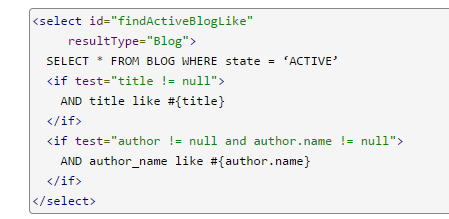 <select id="findActiveBlogLike"
     resultType="Blog">
  SELECT * FROM BLOG WHERE state = ‘ACTIVE’
  <if test="title != null">
    AND title like #{title}
  </if>
  <if test="author != null and author.name != null">
    AND author_name like #{author.name}
  </if>
</select>